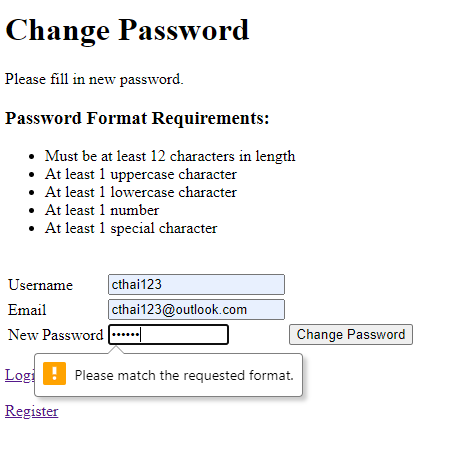 Change Password
Please fill in new password.
Password Format Requirements:
• Must be at least 12 characters in length
• At least 1 uppercase character
• At least 1 lowercase character
• At least 1 number
• At least 1 special character
Username cthai123
Email cthai123@outlook.com
New Password •••••• Change Password
Logi
Please match the requested format.
Register